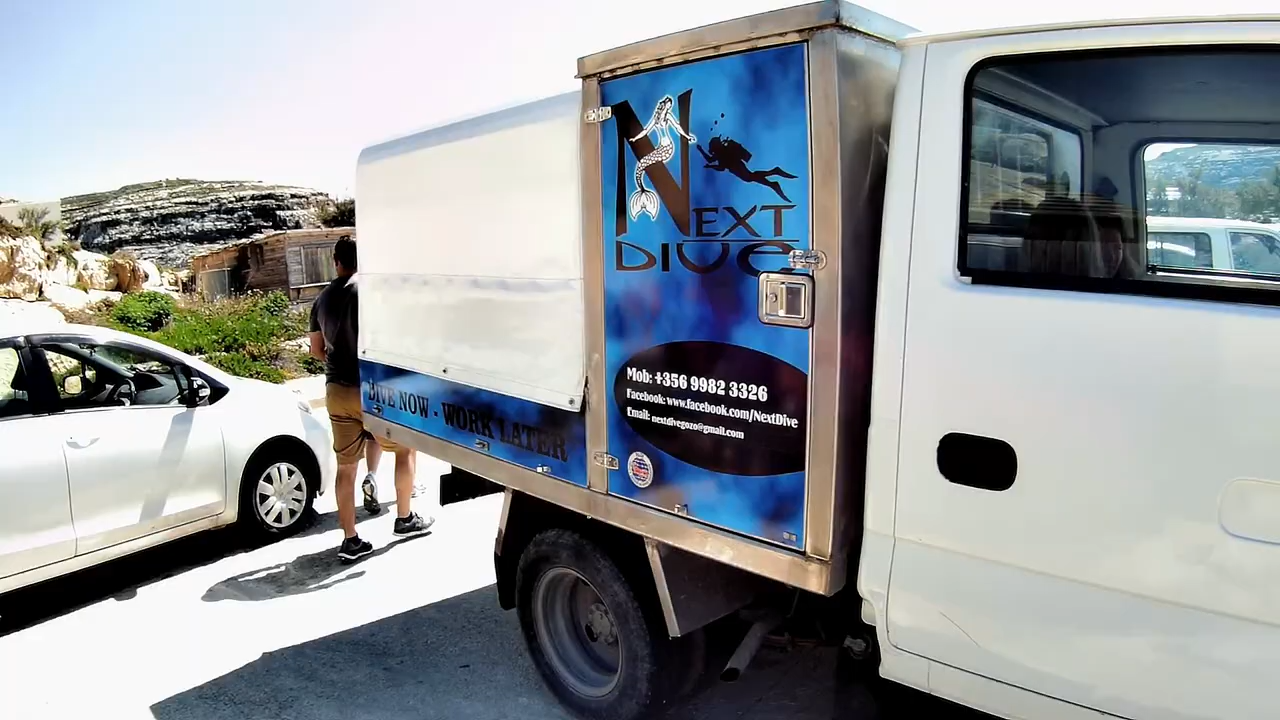 NEXT
DIVE
Mob: +356 9982 3326
Facebook: www.facebook.com/NextDive
Email: nextdivegozo@gmail.com
DIVE NOW - WORK LATER